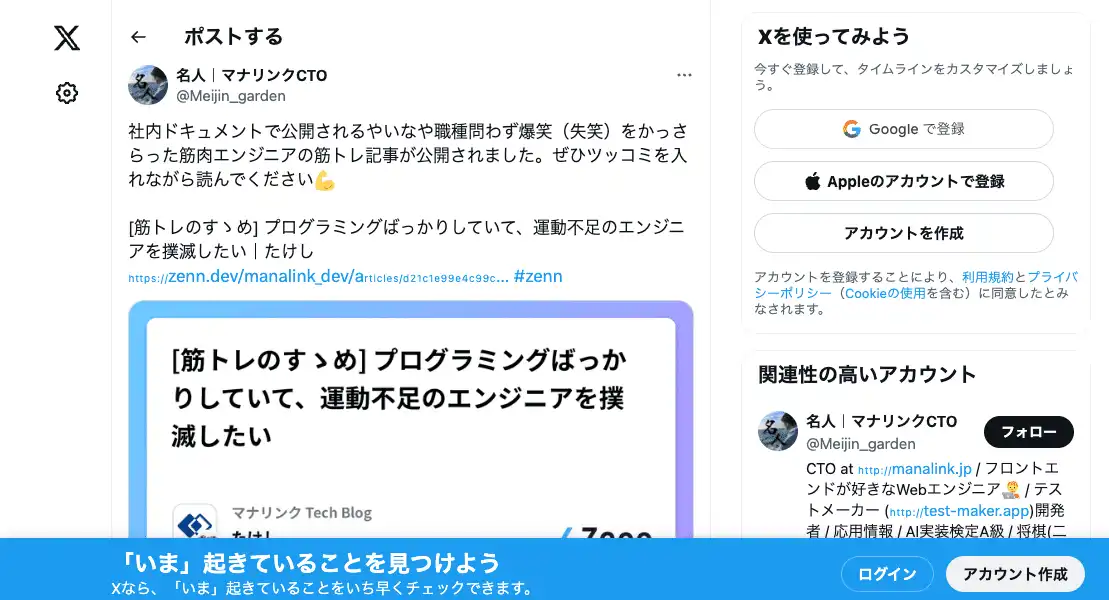 ポストする
名人｜マナリンクCTO
@Meijin_garden
社内ドキュメントで公開されるやいなや職種問わず爆笑（失笑）をかっさ
らった筋肉エンジニアの筋トレ記事が公開されました。ぜひツッコミを入
れながら読んでください💪
[筋トレのすゝめ] プログラミングばっかりしていて、運動不足のエンジニ
アを撲滅したい｜たけし
https://zenn.dev/manalink_dev/articles/d21c1e99e4c99c... #zenn
[筋トレのすゝめ] プログラミングばっか
りしていて、運動不足のエンジニアを撲
滅したい
マナリンク Tech Blog
たけし
Xを使ってみよう
今すぐ登録して、タイムラインをカスタマイズしましょ
う。
Google で登録
Appleのアカウントで登録
アカウントを作成
アカウントを登録することにより、利用規約とプライバ
シーポリシー（Cookieの使用を含む）に同意したとみ
なされます。
関連性の高いアカウント
名人｜マナリンクCTO
@Meijin_garden
フォロー
CTO at http://manalink.jp / フロントエ
ンドが好きなWebエンジニア🧑‍💼 / テス
トメーカー (http://test-maker.app)開発
者 / 応用情報 / AI実装検定A級 / 将棋(二
「いま」起きていることを見つけよう
Xなら、「いま」起きていることをいち早くチェックできます。
ログイン
アカウント作成